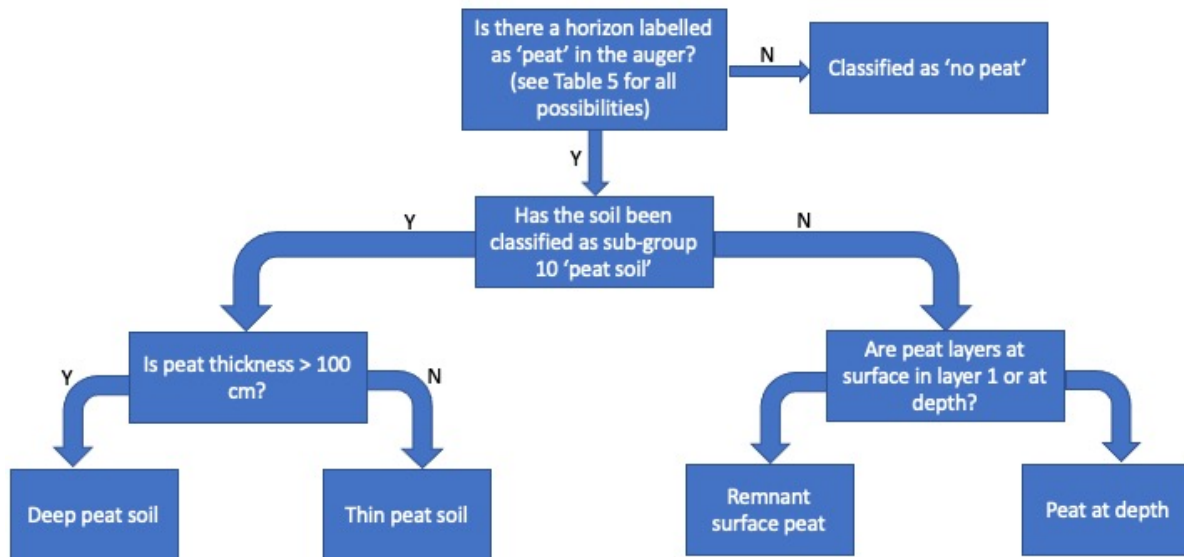 Is there a horizon labelled
as ‘peat’ in the auger?
(see Table 5 for all
possibilities)
N
Classified as ‘no peat’
Y
Has the soil been
classified as sub-group
10 ‘peat soil’
Y
N
Is peat thickness > 100
cm?
Are peat layers at
surface in layer 1 or at
depth?
Y
N
Deep peat soil
Thin peat soil
Remnant
surface peat
Peat at depth